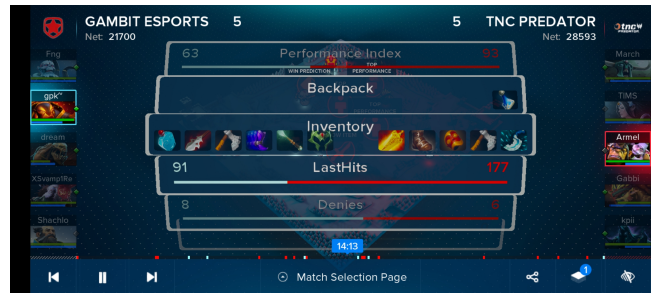 GAMBIT ESPORTS 5
5 TNC PREDATOR
Net: 21700
Net: 28593
tnc
PREDATOR
Fng
March
63 Performance Index 93
WIN PREDICTION
TOP PERFORMANCE
Backpack
gpk~
TIMS
Inventory
dream
Armel
91 LastHits 177
XSvamp1Re
Gabbi
8 Denies 6
Shachlo
kpii
14:13
Match Selection Page
1